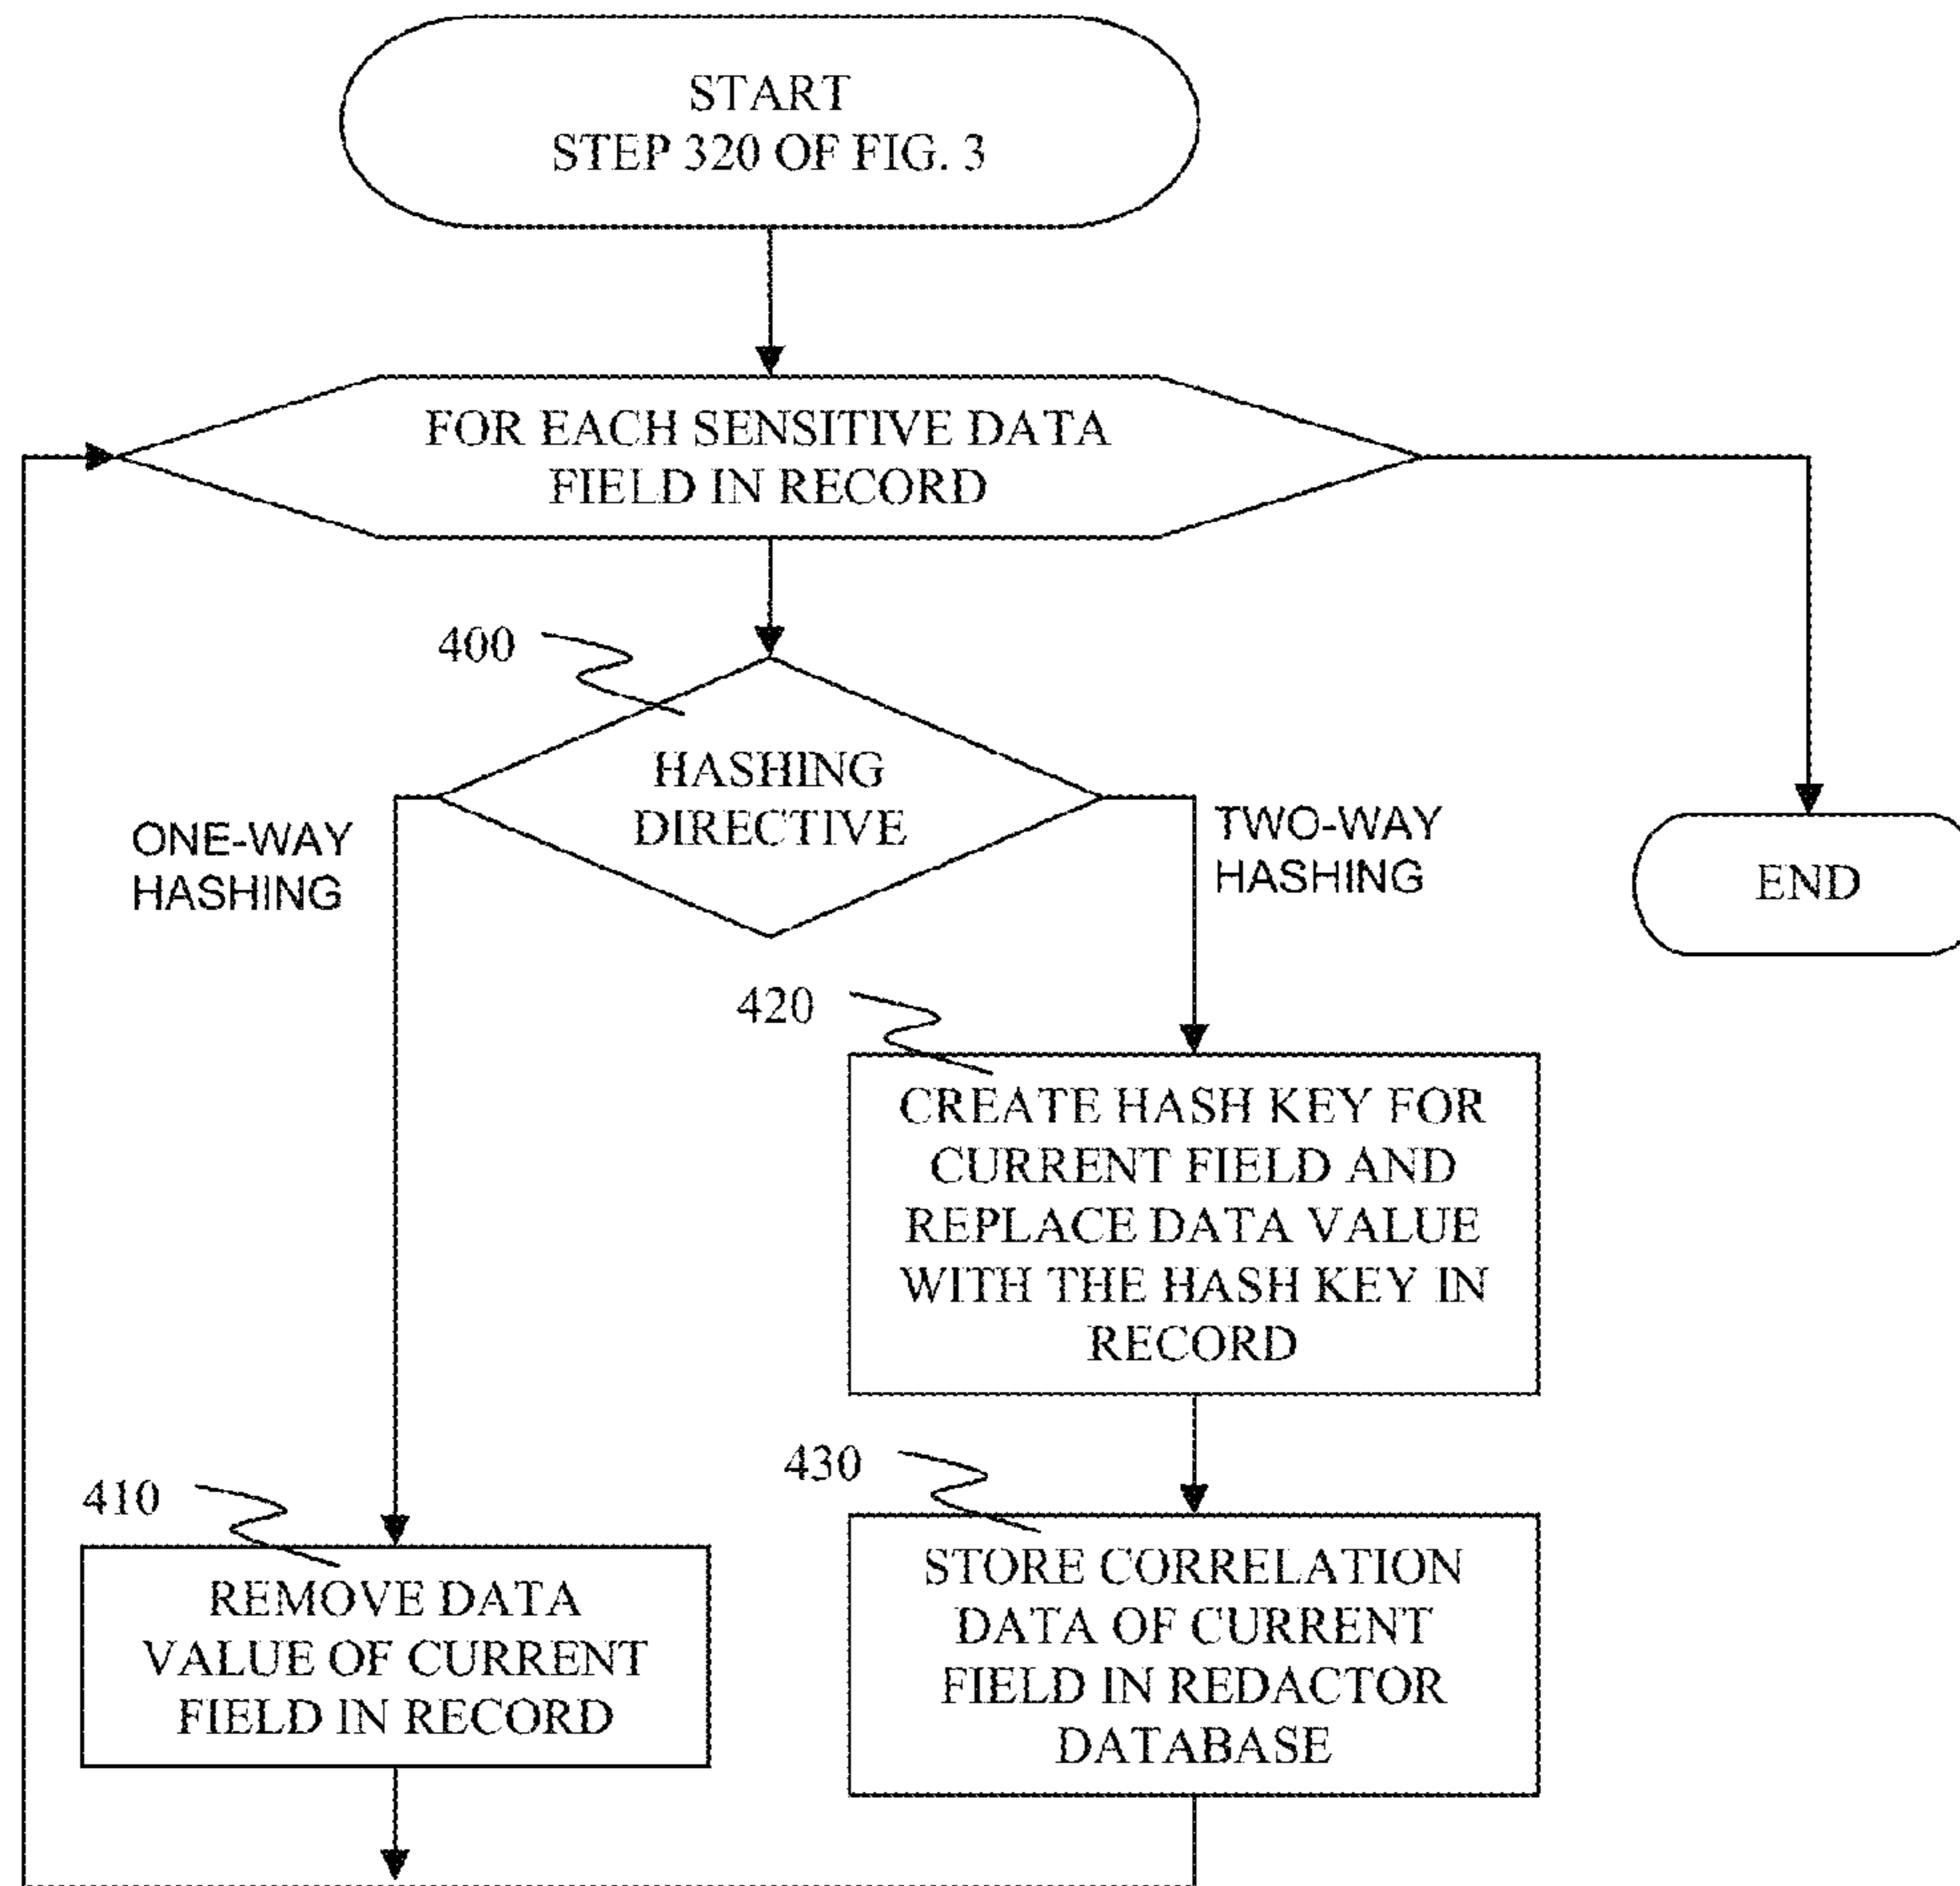 START
STEP 320 OF FIG. 3
FOR EACH SENSITIVE DATA
FIELD IN RECORD
400
HASHING
DIRECTIVE
ONE-WAY
HASHING
TWO-WAY
HASHING
END
420
CREATE HASH KEY FOR
CURRENT FIELD AND
REPLACE DATA VALUE
WITH THE HASH KEY IN
RECORD
410
REMOVE DATA
VALUE OF CURRENT
FIELD IN RECORD
430
STORE CORRELATION
DATA OF CURRENT
FIELD IN REDACTOR
DATABASE